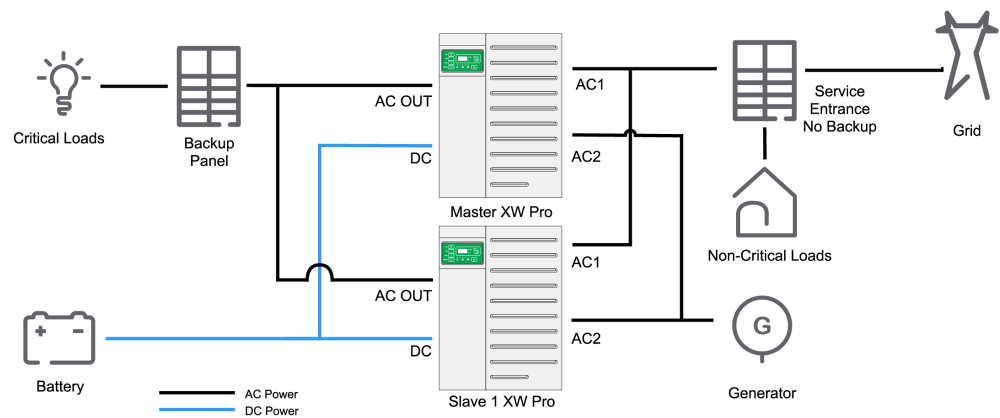 Critical Loads
Backup
Panel
AC OUT
DC
AC1
AC2
Master XW Pro
Service
Entrance
No Backup
Grid
Non-Critical Loads
AC OUT
DC
AC1
AC2
Slave 1 XW Pro
Battery
G
Generator
AC Power
DC Power